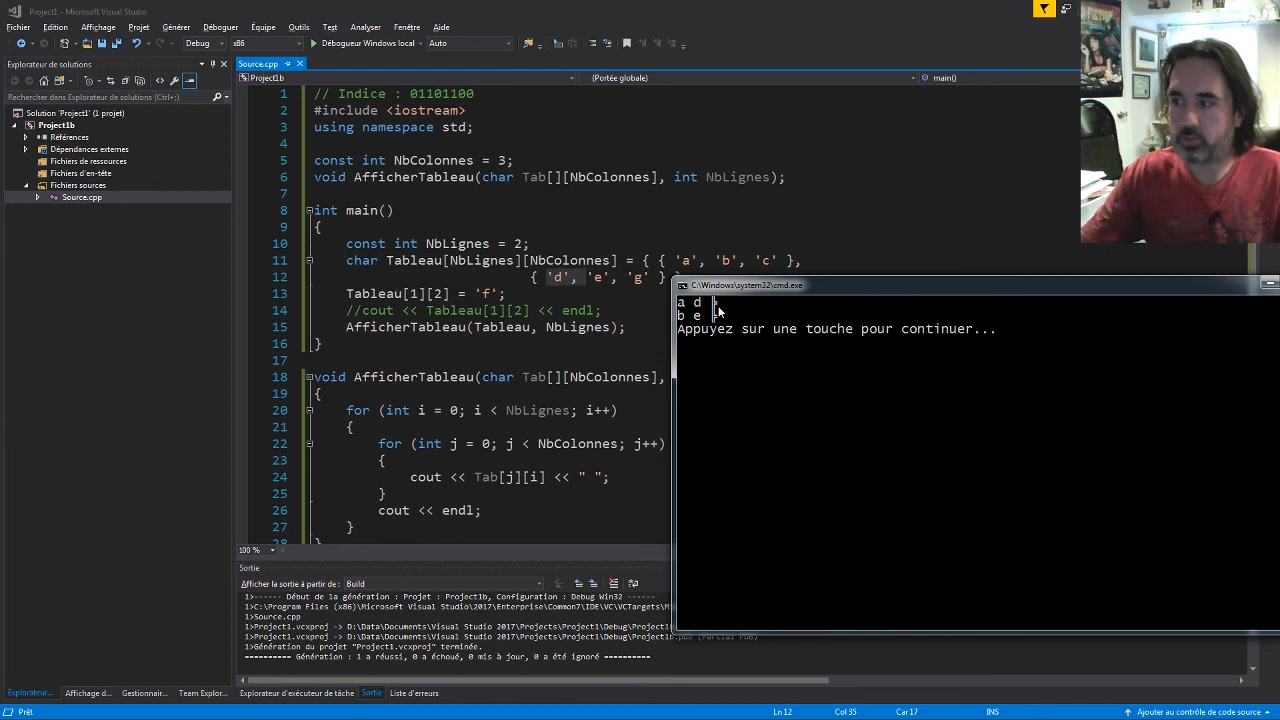 Project1 - Microsoft Visual Studio
Fichier Edition Affichage Projet Générer Déboguer Équipe Outils Test Analyser Fenêtre Aide
Debug x86 Débogueur Windows local Auto
Explorateur de solutions
Rechercher dans Explorateur de solutions (Ctrl+;)
Solution 'Project1' (1 projet)
Project1b
Références
Dépendances externes
Fichiers de ressources
Fichiers d'en-tête
Fichiers sources
Source.cpp
Source.cpp
Project1b (Portée globale) main()
1 // Indice : 01101100
2 #include <iostream>
3 using namespace std;
4
5 const int NbColonnes = 3;
6 void AfficherTableau(char Tab[][NbColonnes], int NbLignes);
7
8 int main()
9 {
10 const int NbLignes = 2;
11 char Tableau[NbLignes][NbColonnes] = { { 'a', 'b', 'c' },
12 { 'd', 'e', 'g' }
13 Tableau[1][2] = 'f';
14 //cout << Tableau[1][2] << endl;
15 AfficherTableau(Tableau, NbLignes);
16 }
17
18 void AfficherTableau(char Tab[][NbColonnes],
19 {
20 for (int i = 0; i < NbLignes; i++)
21 {
22 for (int j = 0; j < NbColonnes; j++)
23 {
24 cout << Tab[j][i] << " ";
25 }
26 cout << endl;
27 }
28 }
100 %
C:\Windows\system32\cmd.exe
a d
b e
Appuyez sur une touche pour continuer...
Sortie
Afficher la sortie à partir de : Build
1>------ Début de la génération : Projet : Project1b, Configuration : Debug Win32 ------
1>C:\Program Files (x86)\Microsoft Visual Studio\2017\Enterprise\Common7\IDE\VC\VCTargets\M
1>Source.cpp
1>Project1.vcxproj -> D:\Data\Documents\Visual Studio 2017\Projects\Project1\Debug\Project1b
1>Project1.vcxproj -> D:\Data\Documents\Visual Studio 2017\Projects\Project1\Debug\Project1b.pdb (Partial PDB)
1>Génération du projet "Project1.vcxproj" terminée.
========== Génération : 1 a réussi, 0 a échoué, 0 mis à jour, 0 a été ignoré ==========
Explorateur... Affichage d... Gestionnair... Team Explor... Explorateur d'exécuteur de tâche Sortie Liste d'erreurs
Prêt Ln 12 Col 35 Car 17 INS Ajouter au contrôle de code source